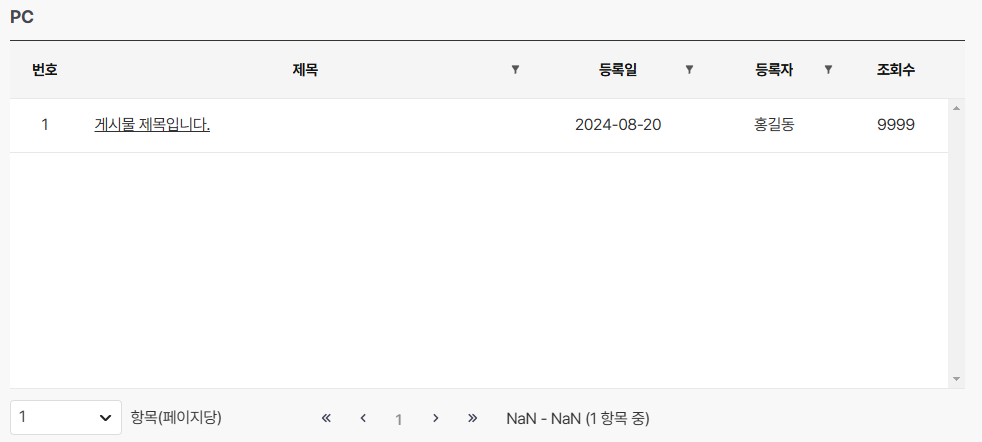 PC
번호 제목 등록일 등록자 조회수
1 게시물 제목입니다. 2024-08-20 홍길동 9999
1 항목(페이지당) « ‹ 1 › » NaN - NaN (1 항목 중)